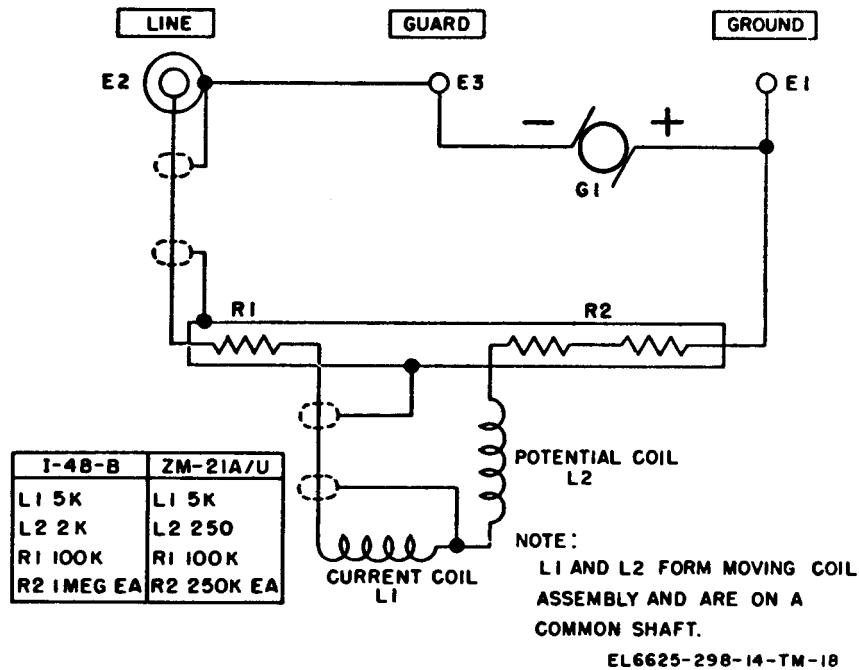 LINE
GUARD
GROUND
E2
E3
E1
- +
G1
R1
R2
I-48-B ZM-21A/U
L1 5K L1 5K
L2 2K L2 250
R1 100K R1 100K
R2 1MEG EA R2 250K EA
POTENTIAL COIL
L2
CURRENT COIL
L1
NOTE:
L1 AND L2 FORM MOVING COIL
ASSEMBLY AND ARE ON A
COMMON SHAFT.
EL6625-298-14-TM-18